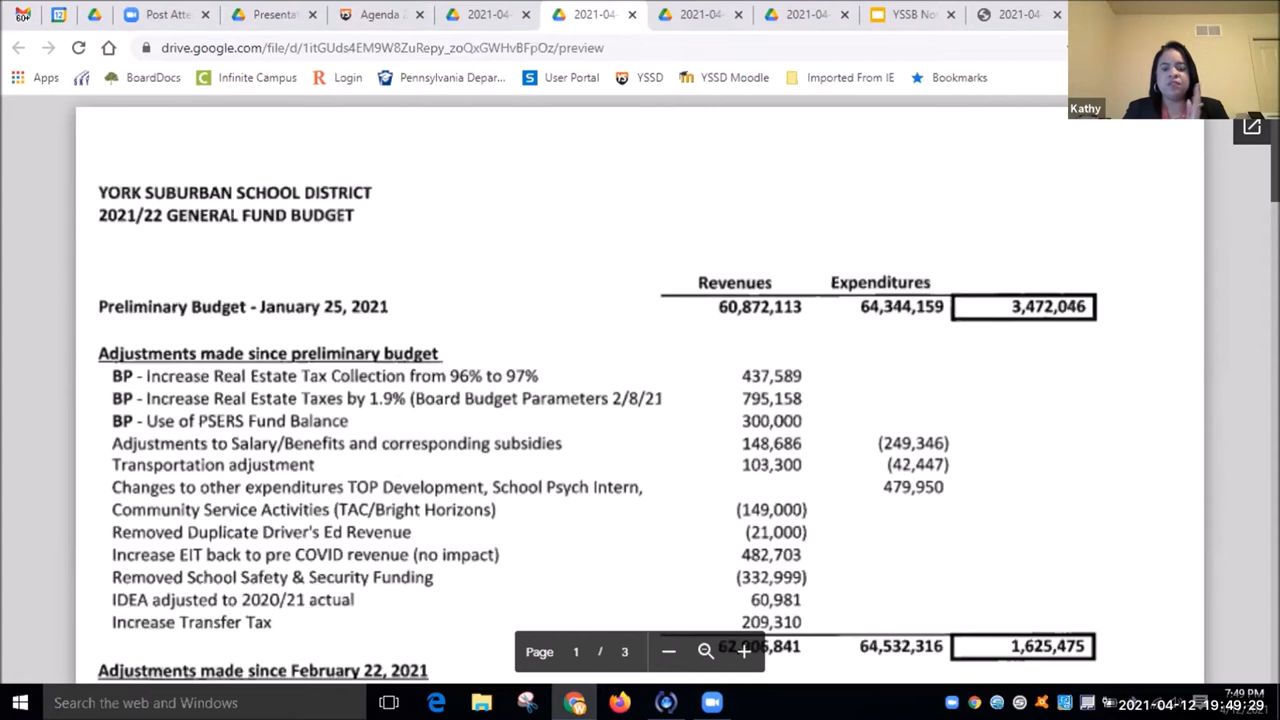 60+
12
Post Att
Presenta
Agenda Z
2021-04-
2021-04-
2021-04-
2021-04-
YSSB No
2021-04-
drive.google.com/file/d/1itGUds4EM9W8ZuRepy_zoQxGWHvBFpOz/preview
Apps
BoardDocs
Infinite Campus
Login
Pennsylvania Depar...
User Portal
YSSD
YSSD Moodle
Imported From IE
Bookmarks
Kathy
YORK SUBURBAN SCHOOL DISTRICT
2021/22 GENERAL FUND BUDGET
Revenues Expenditures
Preliminary Budget - January 25, 2021 60,872,113 64,344,159 3,472,046
Adjustments made since preliminary budget
BP - Increase Real Estate Tax Collection from 96% to 97% 437,589
BP - Increase Real Estate Taxes by 1.9% (Board Budget Parameters 2/8/21 795,158
BP - Use of PSERS Fund Balance 300,000
Adjustments to Salary/Benefits and corresponding subsidies 148,686 (249,346)
Transportation adjustment 103,300 (42,447)
Changes to other expenditures TOP Development, School Psych Intern, 479,950
Community Service Activities (TAC/Bright Horizons) (149,000)
Removed Duplicate Driver's Ed Revenue (21,000)
Increase EIT back to pre COVID revenue (no impact) 482,703
Removed School Safety & Security Funding (332,999)
IDEA adjusted to 2020/21 actual 60,981
Increase Transfer Tax 209,310
62,906,841 64,532,316 1,625,475
Page 1 / 3
Adjustments made since February 22, 2021
Search the web and Windows
7:49 PM
2021-04-12 19:49:29